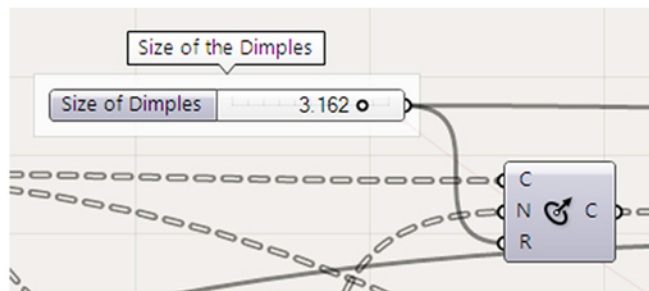 Size of the Dimples
Size of Dimples 3.162
C
N C
R